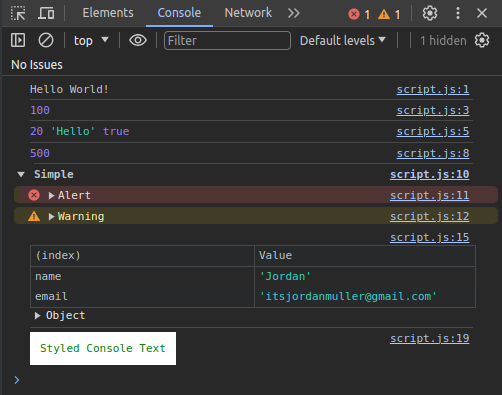 Elements Console Network 1 1
top Filter Default levels 1 hidden
No Issues
Hello World! script.js:1
100 script.js:3
20 'Hello' true script.js:5
500 script.js:8
Simple script.js:10
Alert script.js:11
Warning script.js:12
script.js:15
(index) Value
name 'Jordan'
email 'itsjordanmuller@gmail.com'
Object
Styled Console Text script.js:19